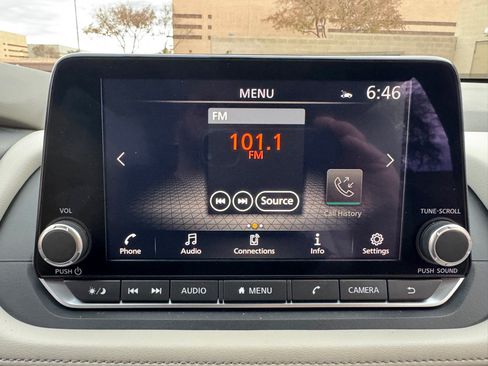 MENU 6:46
FM
101.1
FM
Source
Call History
Phone Audio Connections Info Settings
VOL TUNE·SCROLL
PUSH PUSH SOUND
AUDIO MENU CAMERA